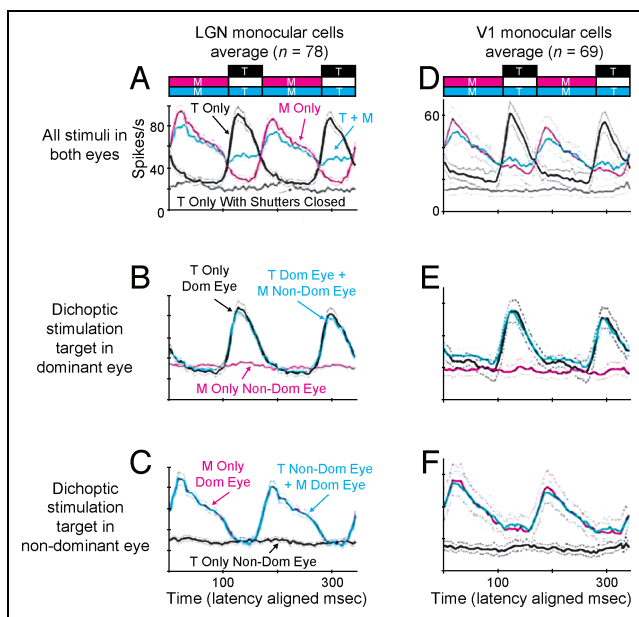 LGN monocular cells
average (n = 78)
V1 monocular cells
average (n = 69)
A
T
T
M
M
M
T
M
T
D
T
T
M
M
M
T
M
T
All stimuli in
both eyes
Spikes/s
80
40
0
T Only
M Only
T + M
T Only With Shutters Closed
60
0
B
T Only
Dom Eye
T Dom Eye +
M Non-Dom Eye
M Only Non-Dom Eye
E
Dichoptic
stimulation
target in
dominant eye
C
M Only
Dom Eye
T Non-Dom Eye
+ M Dom Eye
T Only Non-Dom Eye
F
Dichoptic
stimulation
target in
non-dominant eye
100
300
Time (latency aligned msec)
100
300
Time (latency aligned msec)